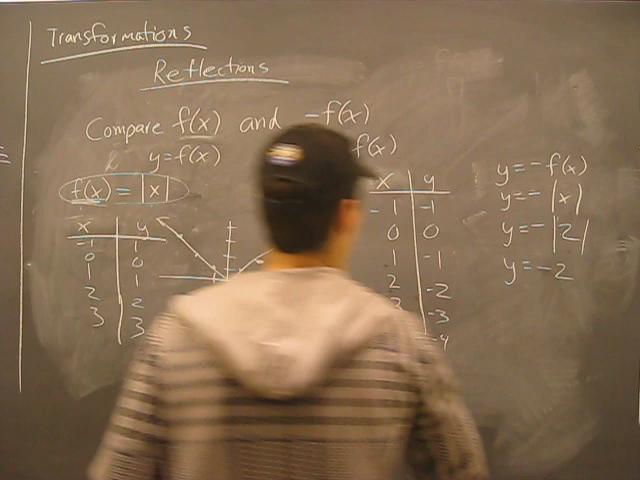 Transformations
Reflections
Compare f(x) and -f(x)
y=f(x)
f(x)
f(x) = |x|
x y
-1 1
0 0
1 1
2 2
3 3
x y
-1 -1
0 0
1 -1
2 -2
3 -3
-4
y=-f(x)
y=-|x|
y=-|2|
y=-2